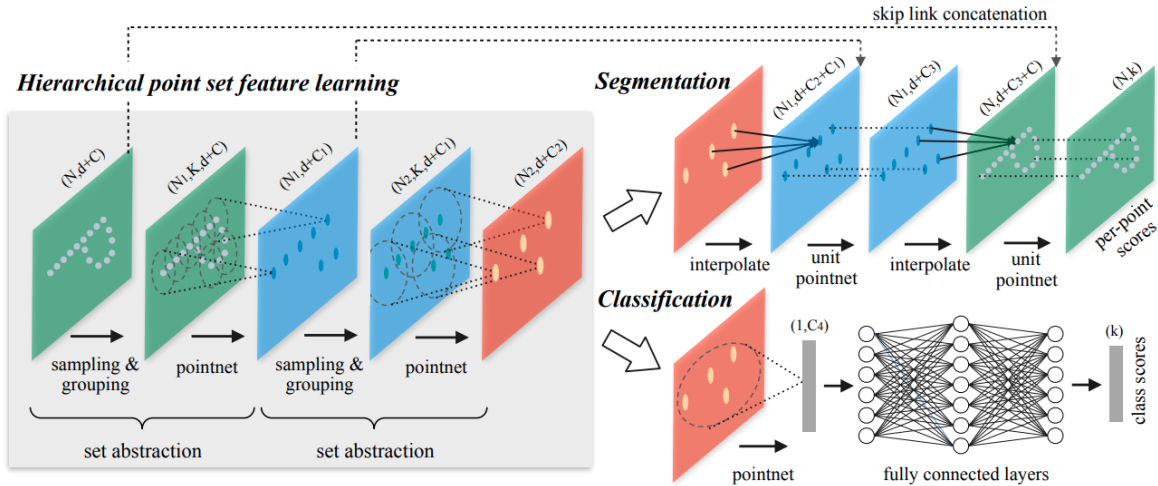 skip link concatenation
Hierarchical point set feature learning
(N,d+C)
(N1,K,d+C)
(N1,d+C1)
(N2,K,d+C1)
(N2,d+C2)
sampling &
grouping
pointnet
sampling &
grouping
pointnet
set abstraction
set abstraction
Segmentation
(N1,d+C2+C1)
(N1,d+C3)
(N,d+C3+C)
(N,k)
interpolate
unit
pointnet
interpolate
unit
pointnet
per-point
scores
Classification
(1,C4)
(k)
class scores
pointnet
fully connected layers